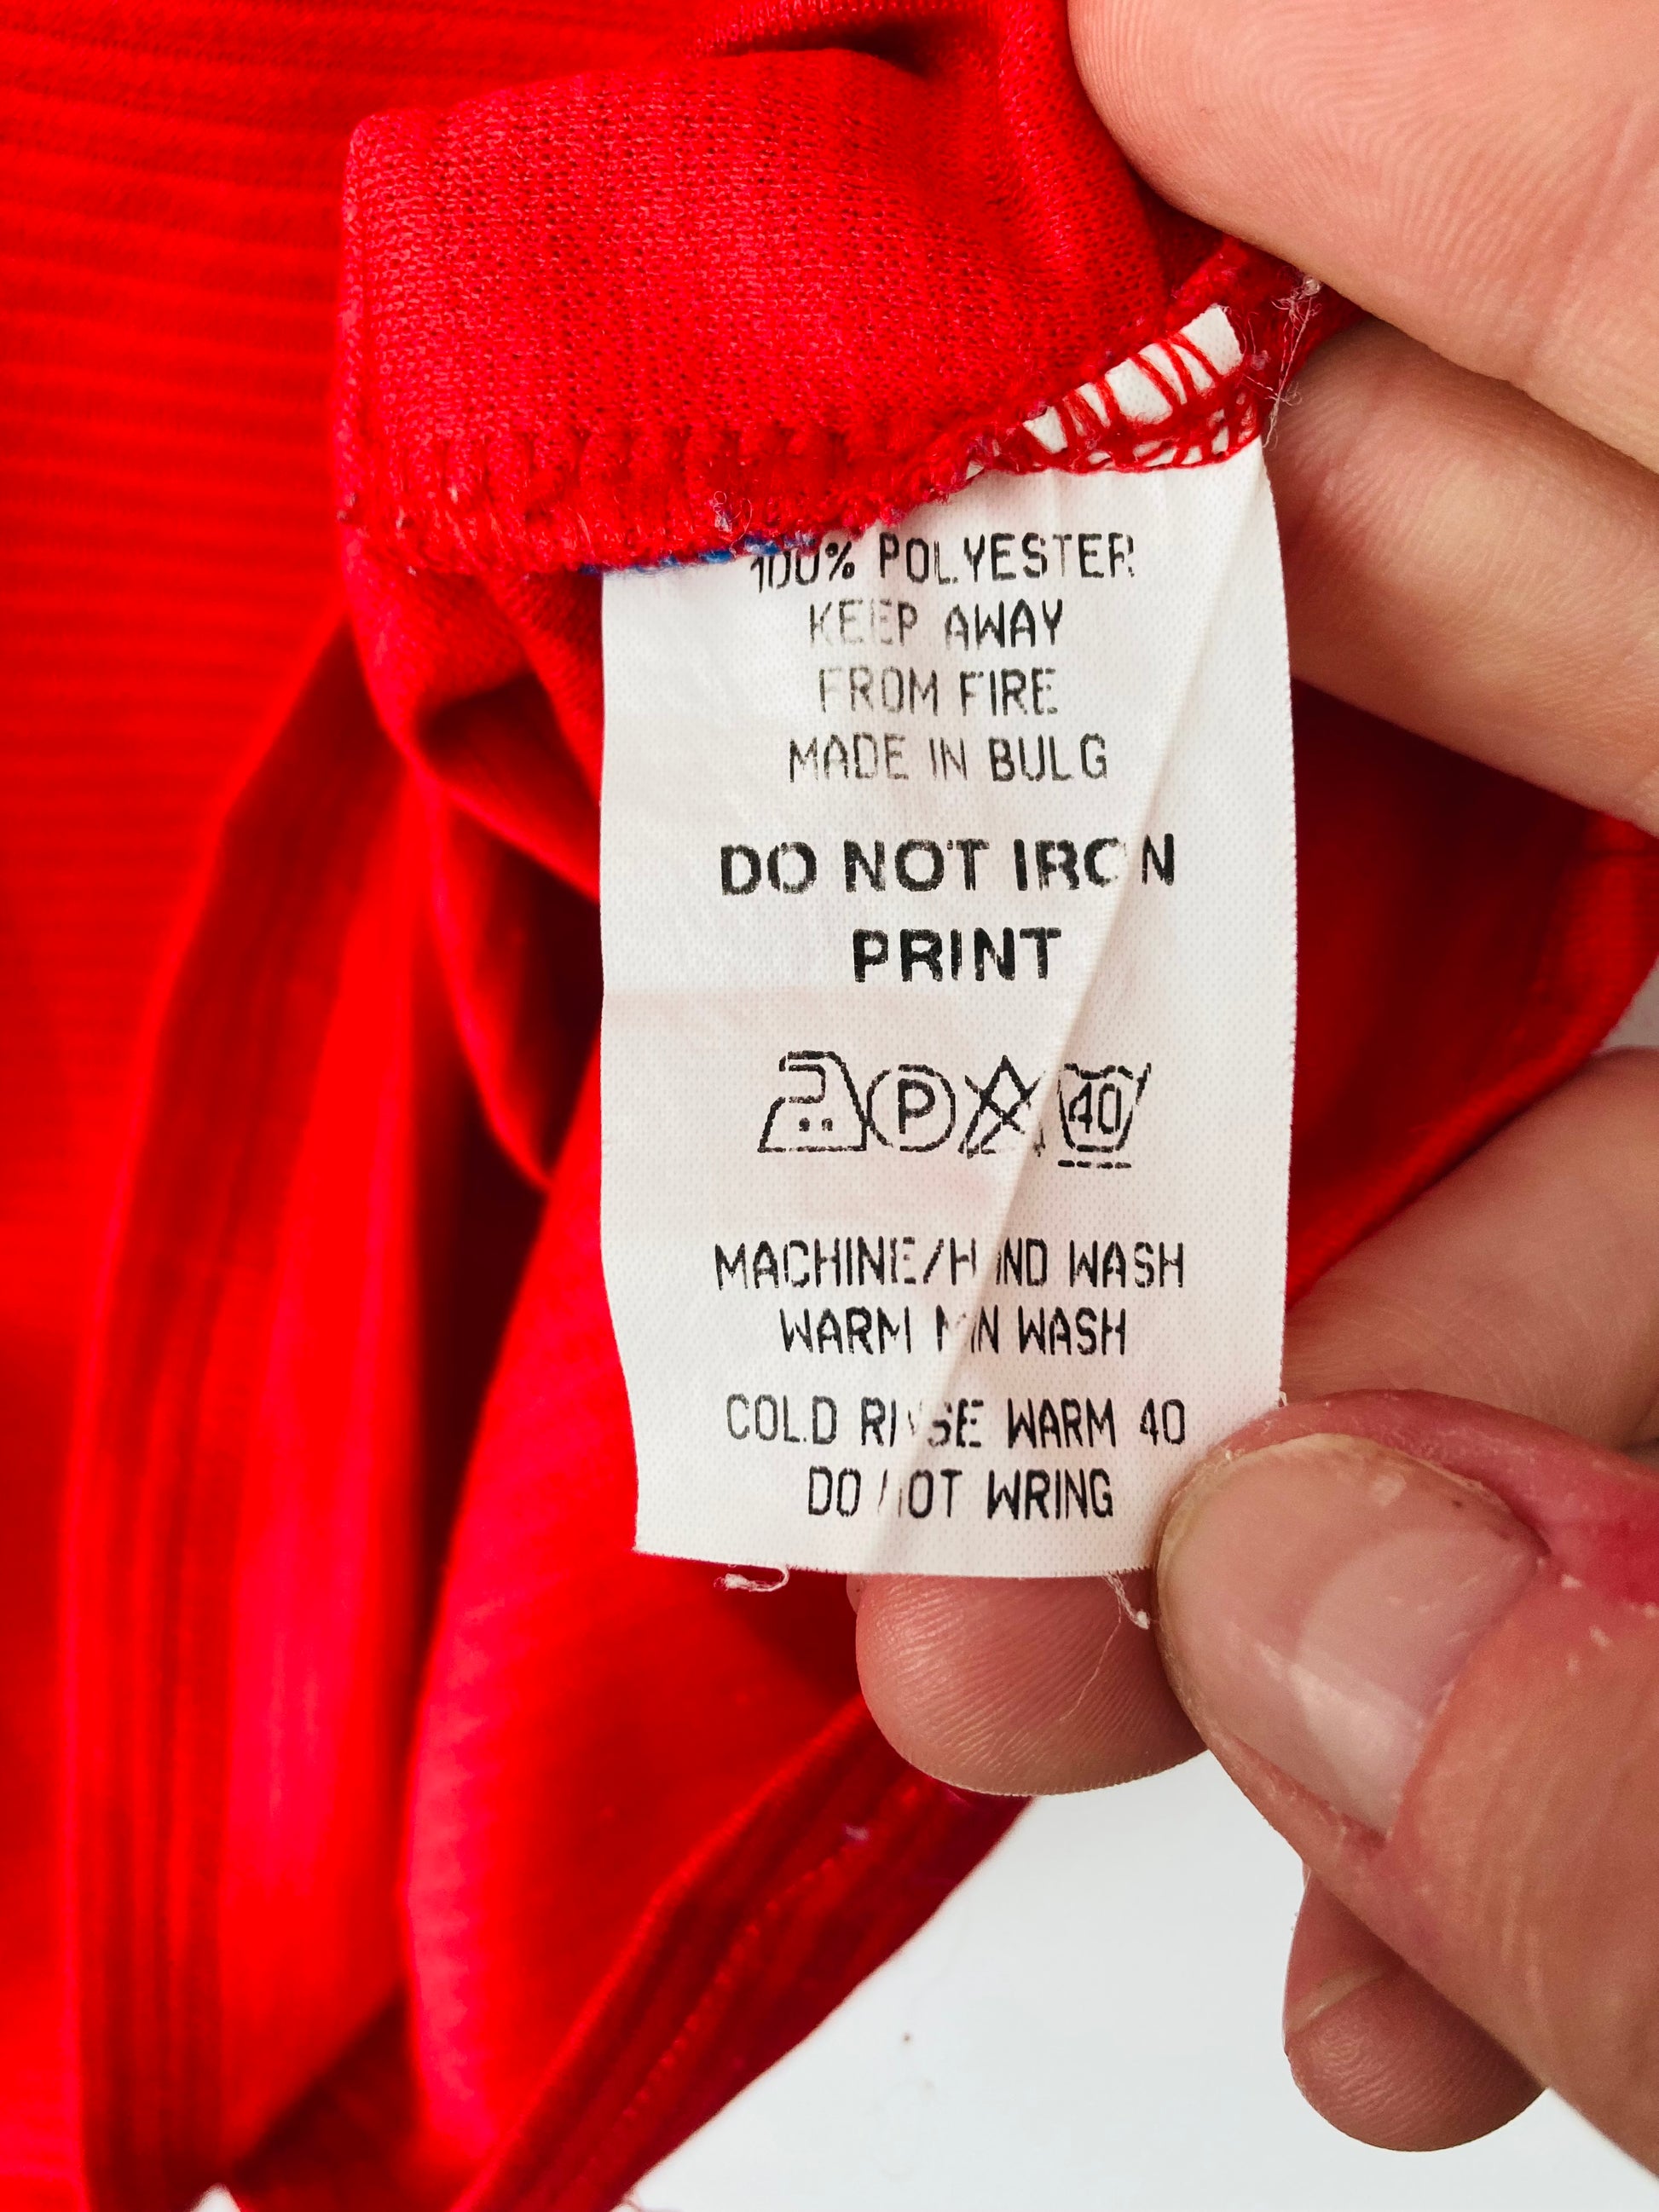 100% POLYESTER
KEEP AWAY
FROM FIRE
MADE IN BULG
DO NOT IRON
PRINT
P 40
MACHINE/HAND WASH
WARM MIN WASH
COLD RINSE WARM 40
DO NOT WRING